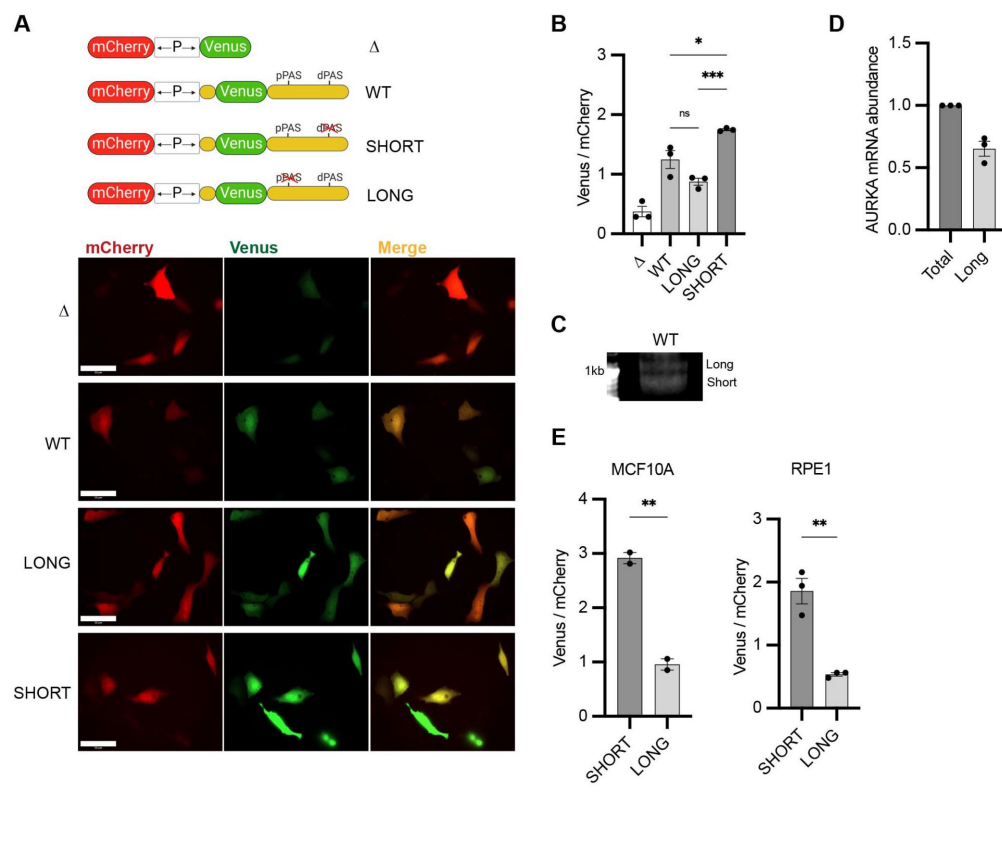 A
mCherry ←P→ Venus Δ
pPAS dPAS
mCherry ←P→ Venus WT
pPAS dPAS
mCherry ←P→ Venus SHORT
pPAS dPAS
mCherry ←P→ Venus LONG
mCherry Venus Merge
Δ
WT
LONG
SHORT
B
Venus / mCherry
3
2
1
0
*
***
ns
Δ WT LONG SHORT
C
WT
1kb
Long
Short
D
AURKA mRNA abundance
1.5
1.0
0.5
0.0
Total Long
E
MCF10A
Venus / mCherry
4
3
2
1
0
**
SHORT LONG
RPE1
Venus / mCherry
3
2
1
0
**
SHORT LONG